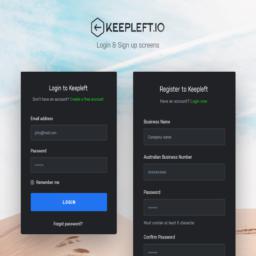 KEEPLEFT.IO
Login & Sign up screens
Login to Keepleft
Don't have an account? Create a free account
Email address
john@mail.com
Password
Remember me
LOGIN
Forgot password?
Register to Keepleft
Have an account? Login now
Business Name
Company name
Australian Business Number
Password
Must contain at least 8 character
Confirm Password